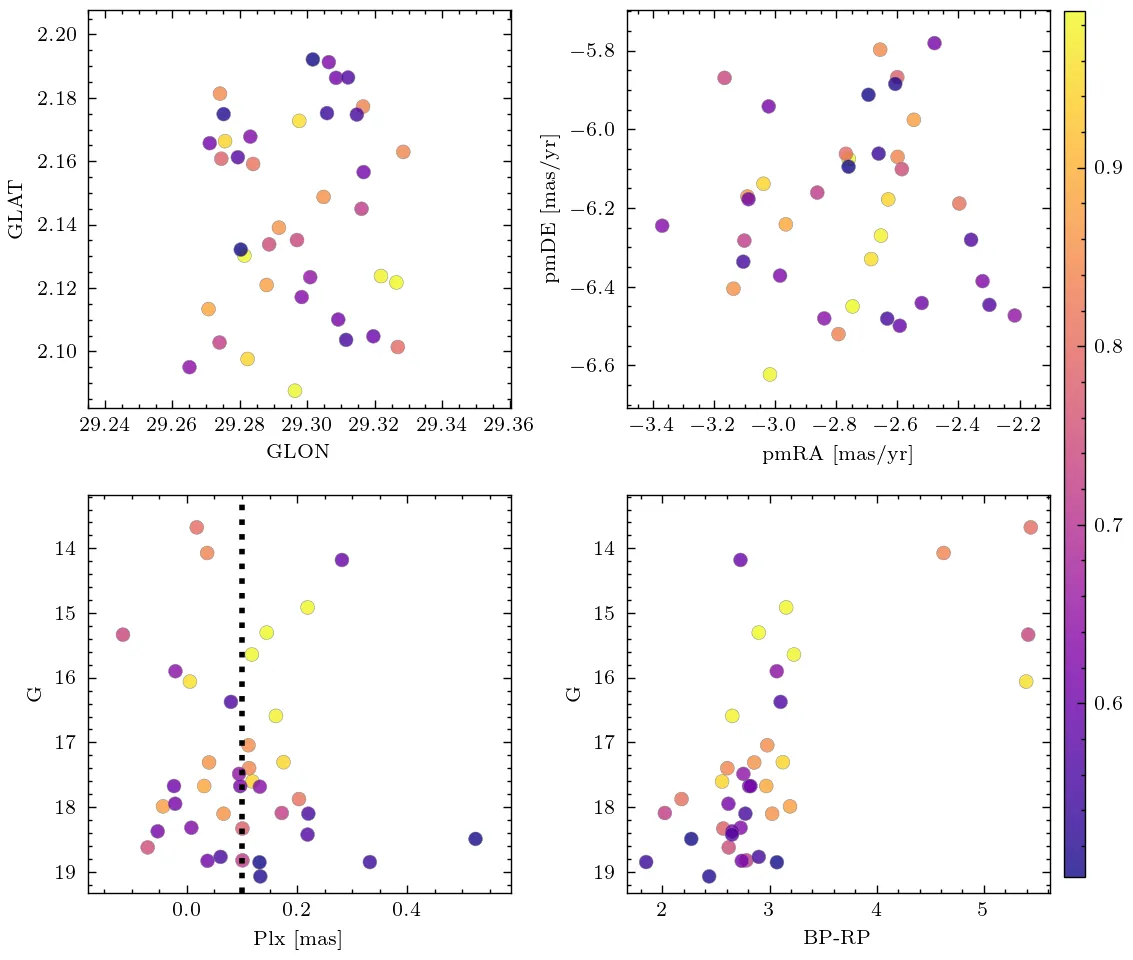 2.20
2.18
2.16
2.14
2.12
2.10
GLAT
29.24 29.26 29.28 29.30 29.32 29.34 29.36
GLON
−5.8
−6.0
−6.2
−6.4
−6.6
pmDE [mas/yr]
−3.4 −3.2 −3.0 −2.8 −2.6 −2.4 −2.2
pmRA [mas/yr]
0.9
0.8
0.7
0.6
14
15
16
17
18
19
G
0.0 0.2 0.4
Plx [mas]
14
15
16
17
18
19
G
2 3 4 5
BP-RP